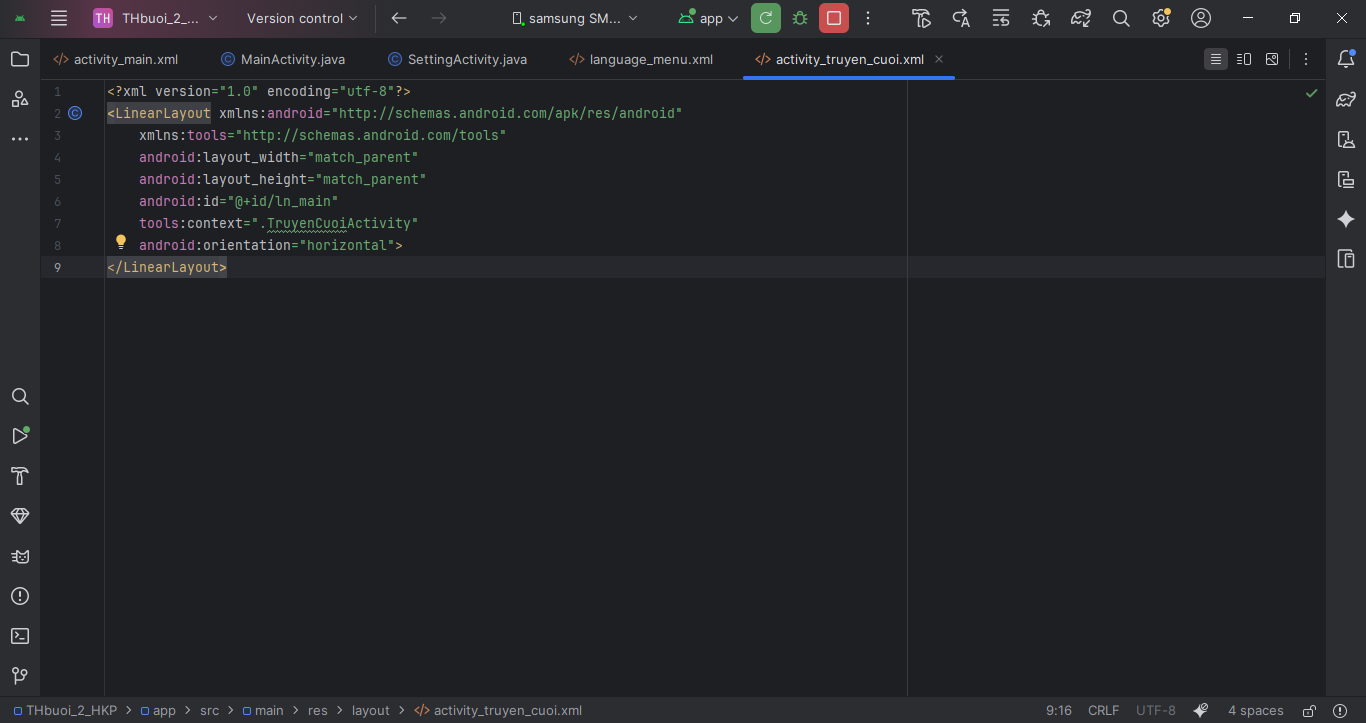 TH THbuoi_2_... Version control samsung SM... app
activity_main.xml MainActivity.java SettingActivity.java language_menu.xml activity_truyen_cuoi.xml
1 <?xml version="1.0" encoding="utf-8"?>
2 <LinearLayout xmlns:android="http://schemas.android.com/apk/res/android"
3 xmlns:tools="http://schemas.android.com/tools"
4 android:layout_width="match_parent"
5 android:layout_height="match_parent"
6 android:id="@+id/ln_main"
7 tools:context=".TruyenCuoiActivity"
8 android:orientation="horizontal">
9 </LinearLayout>
THbuoi_2_HKP app src main res layout activity_truyen_cuoi.xml 9:16 CRLF UTF-8 4 spaces